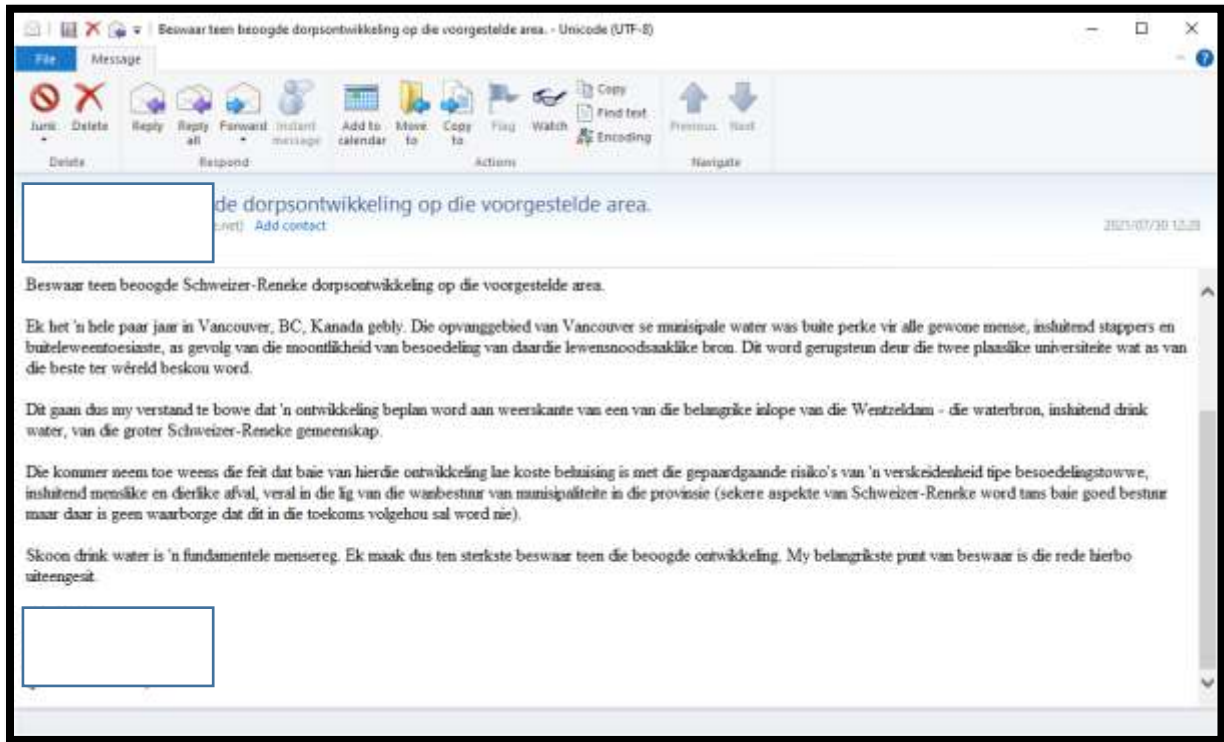 Beswaar teen beoogde dorpsontwikkeling op die voorgestelde area. - Unicode (UTF-8)
File Message
Junk Delete Reply Reply all Forward Instant message Add to calendar Move to Copy to Flag Watch Copy Find text Encoding Previous Next
Delete Respond Actions Navigate
de dorpsontwikkeling op die voorgestelde area.
Add contact
2021/07/30
Beswaar teen beoogde Schweizer-Reneke dorpsontwikkeling op die voorgestelde area.
Ek het 'n hele paar jaar in Vancouver, BC, Kanada gebly. Die opvanggebied van Vancouver se munisipale water was buite perke vir alle gewone mense, insluitend stappers en
buiteleweentoesiaste, as gevolg van die moontlikheid van besoedeling van daardie lewensnoodsaaklike bron. Dit word gerugsteun deur die twee plaaslike universiteite wat as van
die beste ter wêreld beskou word.
Dit gaan dus my verstand te bowe dat 'n ontwikkeling beplan word aan weerskante van een van die belangrike inlope van die Wentzeldam - die waterbron, insluitend drink
water, van die groter Schweizer-Reneke gemeenskap.
Die kommer neem toe weens die feit dat baie van hierdie ontwikkeling lae koste behuising is met die gepaardgaande risiko's van 'n verskeidenheid tipe besoedelingstowwe,
insluitend menslike en dierlike afval, veral in die lig van die wanbestuur van munisipaliteite in die provinsie (sekere aspekte van Schweizer-Reneke word tans baie goed bestuur
maar daar is geen waarborge dat dit in die toekoms volgehou sal word nie).
Skoon drink water is 'n fundamentele mensereg. Ek maak dus ten sterkste beswaar teen die beoogde ontwikkeling. My belangrikste punt van beswaar is die rede hierbo
uiteengesit.